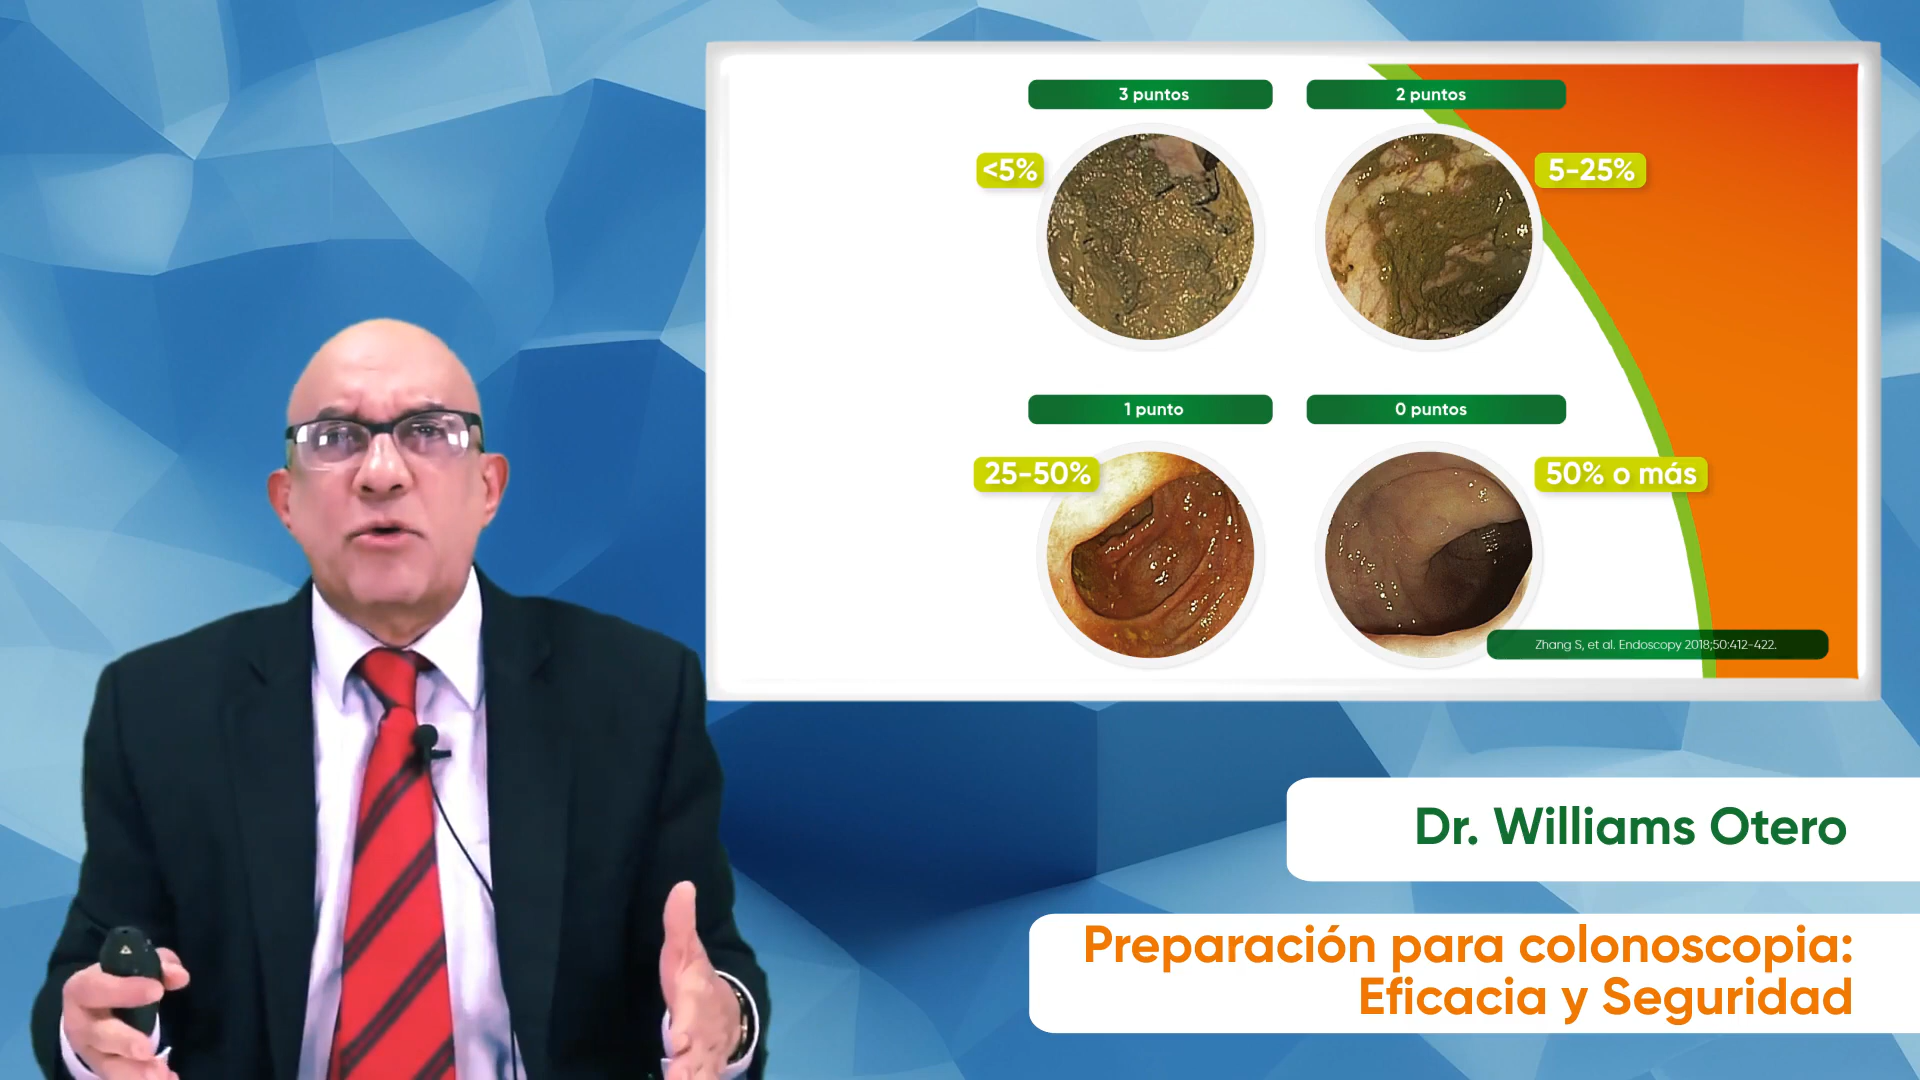 3 puntos
2 puntos
<5%
5-25%
1 punto
0 puntos
25-50%
50% o más
Zhang S, et al. Endoscopy 2018;50:412-422.
Dr. Williams Otero
Preparación para colonoscopia:
Eficacia y Seguridad